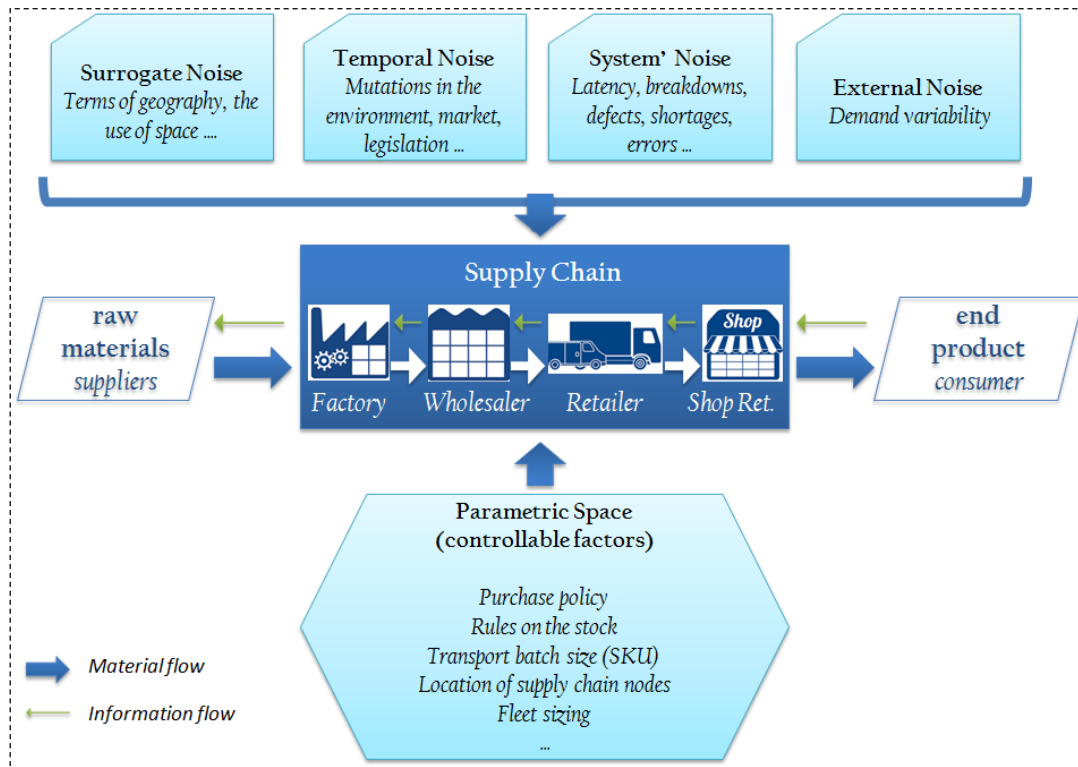 Surrogate Noise
Terms of geography, the
use of space ....
Temporal Noise
Mutations in the
environment, market,
legislation ...
System' Noise
Latency, breakdowns,
defects, shortages,
errors ...
External Noise
Demand variability
Supply Chain
raw
materials
suppliers
Shop
Factory
Wholesaler
Retailer
Shop Ret.
end
product
consumer
Parametric Space
(controllable factors)
Purchase policy
Rules on the stock
Transport batch size (SKU)
Location of supply chain nodes
Fleet sizing
...
Material flow
Information flow